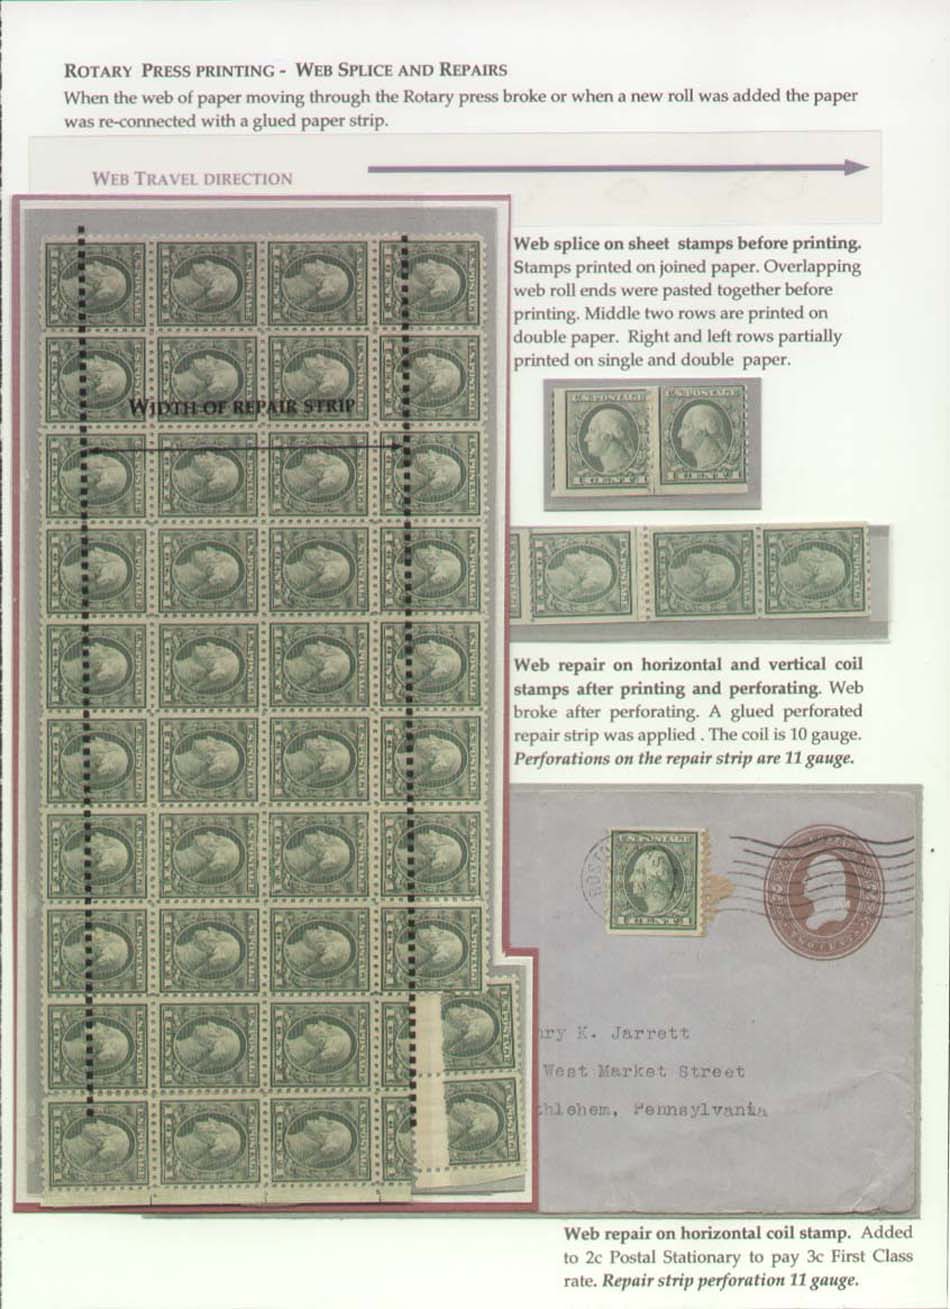 ROTARY PRESS PRINTING - WEB SPLICE AND REPAIRS
When the web of paper moving through the Rotary press broke or when a new roll was added the paper
was re-connected with a glued paper strip.
WEB TRAVEL DIRECTION
Web splice on sheet stamps before printing.
Stamps printed on joined paper. Overlapping
web roll ends were pasted together before
printing. Middle two rows are printed on
double paper. Right and left rows partially
printed on single and double paper.
WIDTH OF REPAIR STRIP
U.S. POSTAGE U.S. POSTAGE
Web repair on horizontal and vertical coil
stamps after printing and perforating. Web
broke after perforating. A glued perforated
repair strip was applied . The coil is 10 gauge.
Perforations on the repair strip are 11 gauge.
U.S. POSTAGE
1 CENT
ry K. Jarrett
West Market Street
hlehem, Pennsylvania
Web repair on horizontal coil stamp. Added
to 2c Postal Stationary to pay 3c First Class
rate. Repair strip perforation 11 gauge.